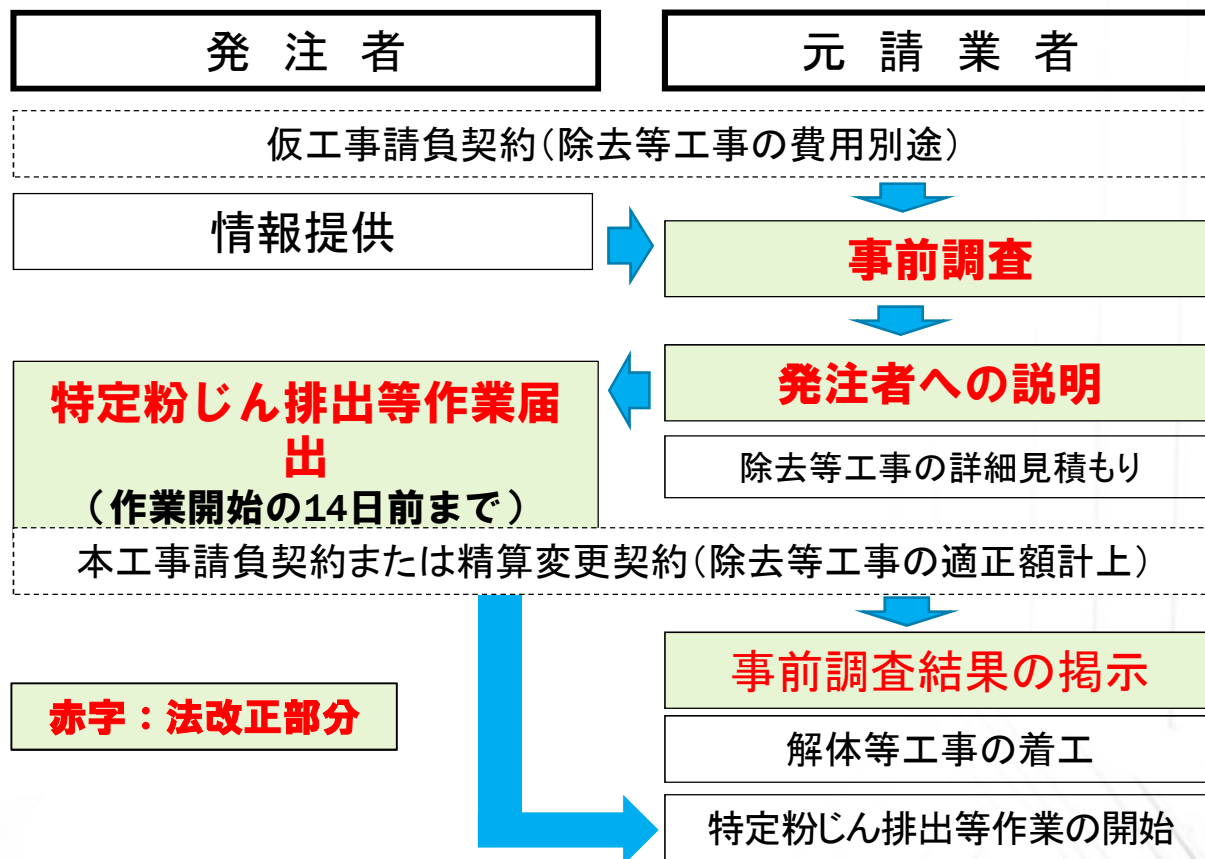 発 注 者
元 請 業 者
仮工事請負契約(除去等工事の費用別途)
情報提供
事前調査
発注者への説明
特定粉じん排出等作業届
出
(作業開始の14日前まで)
除去等工事の詳細見積もり
本工事請負契約または精算変更契約(除去等工事の適正額計上)
事前調査結果の掲示
赤字：法改正部分
解体等工事の着工
特定粉じん排出等作業の開始